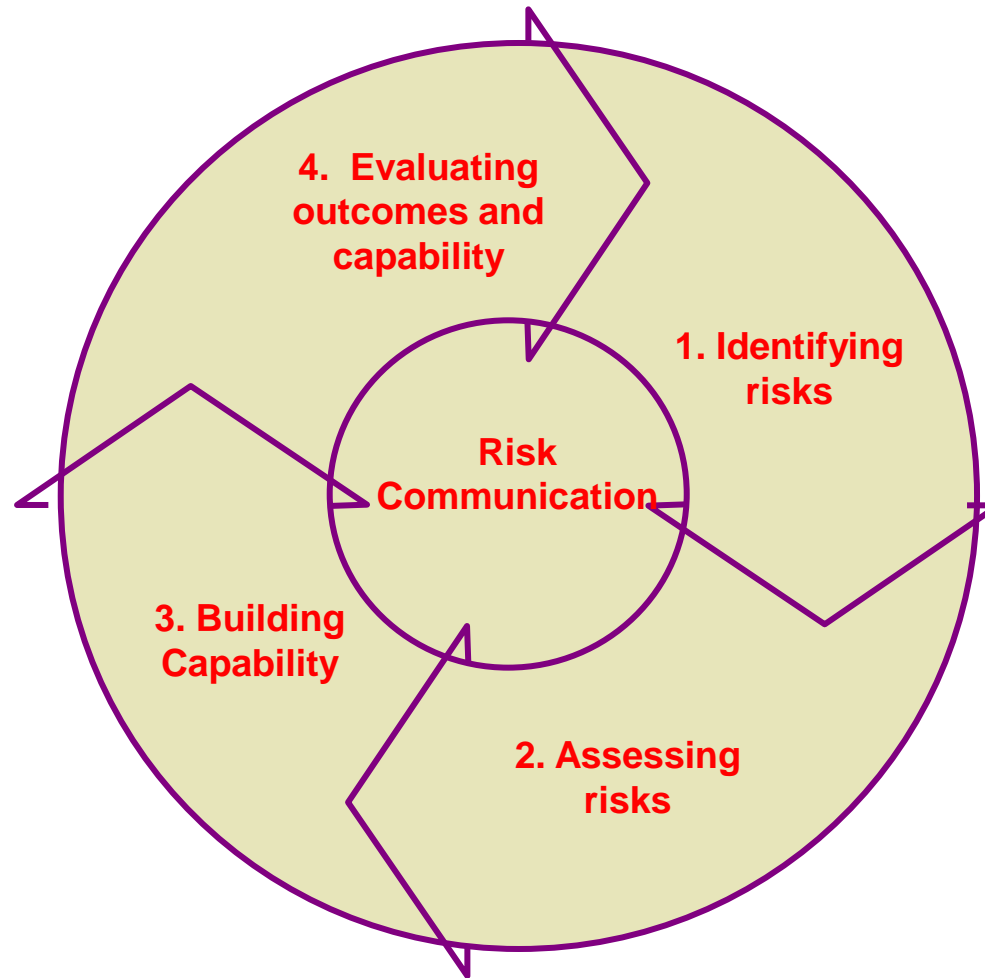 4. Evaluating
outcomes and
capability
1. Identifying
risks
Risk
Communication
3. Building
Capability
2. Assessing
risks